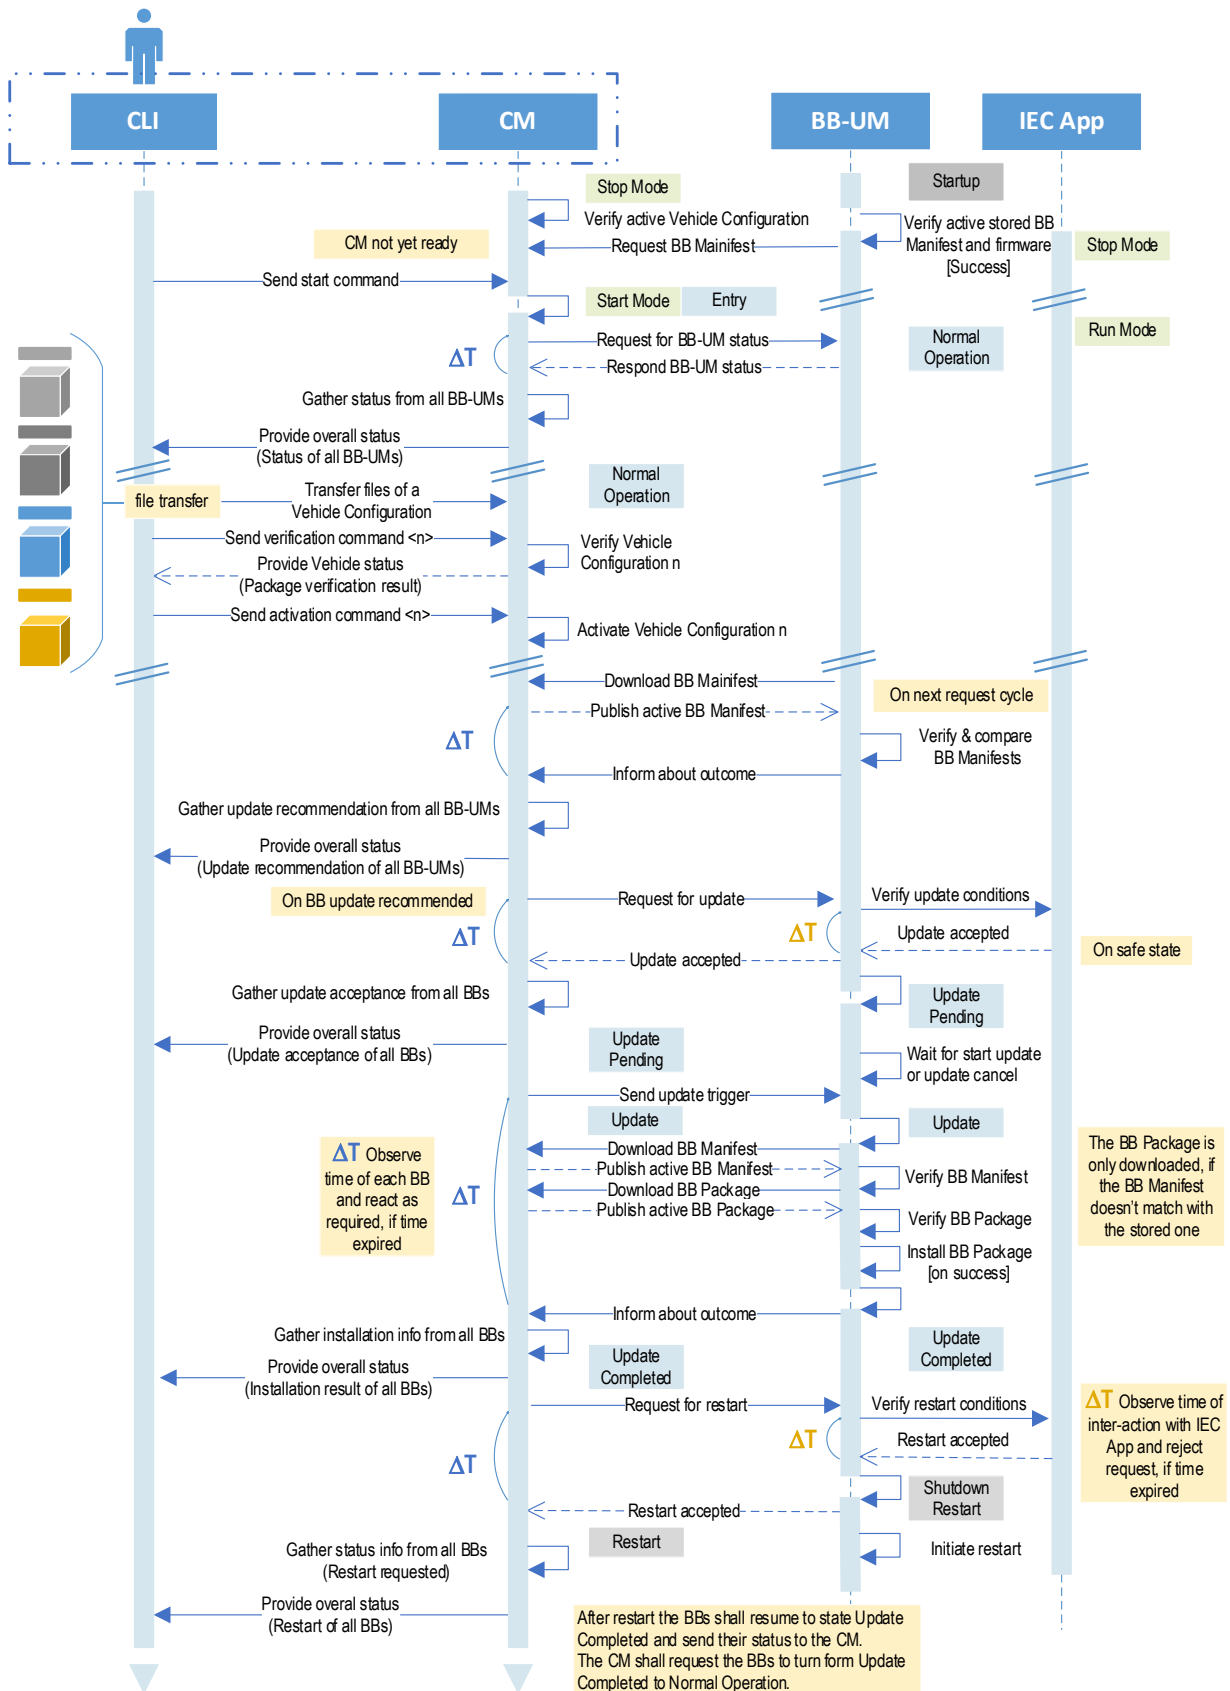 CLI
CM
BB-UM
IEC App
Stop Mode
Startup
Verify active Vehicle Configuration
Verify active stored BB
Manifest and firmware
[Success]
CM not yet ready
Request BB Mainifest
Stop Mode
Send start command
Start Mode
Entry
Run Mode
Request for BB-UM status
Normal
Operation
ΔT
Respond BB-UM status
Gather status from all BB-UMs
Provide overall status
(Status of all BB-UMs)
Normal
Operation
file transfer
Transfer files of a
Vehicle Configuration
Send verification command <n>
Verify Vehicle
Configuration n
Provide Vehicle status
(Package verification result)
Send activation command <n>
Activate Vehicle Configuration n
Download BB Mainifest
On next request cycle
Publish active BB Manifest
ΔT
Verify & compare
BB Manifests
Inform about outcome
Gather update recommendation from all BB-UMs
Provide overall status
(Update recommendation of all BB-UMs)
On BB update recommended
Request for update
Verify update conditions
ΔT
ΔT
Update accepted
On safe state
Update accepted
Gather update acceptance from all BBs
Update
Pending
Provide overall status
(Update acceptance of all BBs)
Update
Pending
Wait for start update
or update cancel
Send update trigger
Update
Update
ΔT Observe
time of each BB
and react as
required, if time
expired
ΔT
Download BB Manifest
Publish active BB Manifest
Verify BB Manifest
Download BB Package
Publish active BB Package
Verify BB Package
Install BB Package
[on success]
The BB Package is
only downloaded, if
the BB Manifest
doesn't match with
the stored one
Inform about outcome
Gather installation info from all BBs
Update
Completed
Provide overall status
(Installation result of all BBs)
Update
Completed
Request for restart
Verify restart conditions
ΔT
ΔT
Restart accepted
ΔT Observe time of
inter-action with IEC
App and reject
request, if time
expired
Shutdown
Restart
Restart accepted
Restart
Gather status info from all BBs
(Restart requested)
Initiate restart
Provide overal status
(Restart of all BBs)
After restart the BBs shall resume to state Update
Completed and send their status to the CM.
The CM shall request the BBs to turn form Update
Completed to Normal Operation.